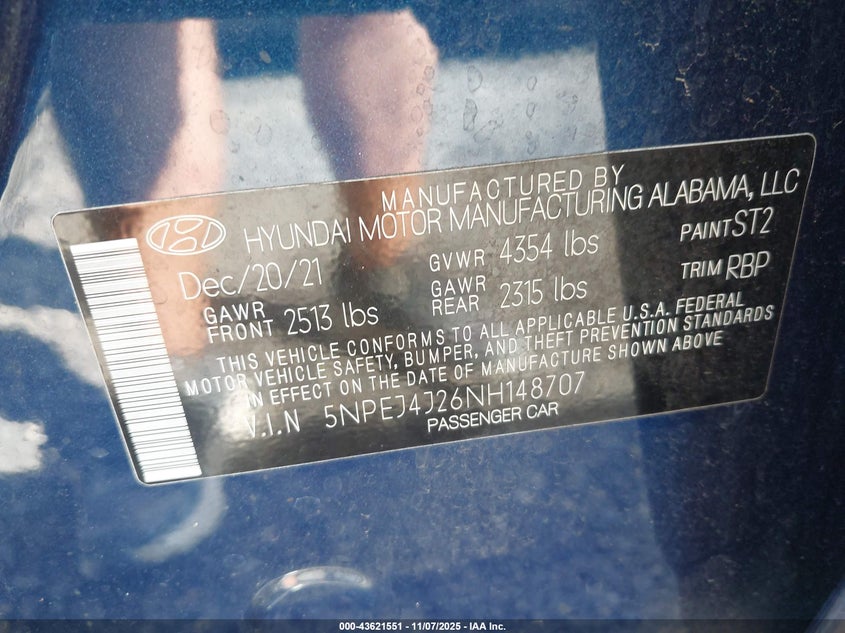 MANUFACTURED BY
HYUNDAI MOTOR MANUFACTURING ALABAMA, LLC
Dec/20/21 GVWR 4354 lbs PAINT ST2
GAWR FRONT 2513 lbs GAWR REAR 2315 lbs TRIM RBP
THIS VEHICLE CONFORMS TO ALL APPLICABLE U.S.A. FEDERAL
MOTOR VEHICLE SAFETY, BUMPER, AND THEFT PREVENTION STANDARDS
IN EFFECT ON THE DATE OF MANUFACTURE SHOWN ABOVE
V.I.N 5NPEJ4J26NH148707
PASSENGER CAR
000-43621551 - 11/07/2025 - IAA Inc.